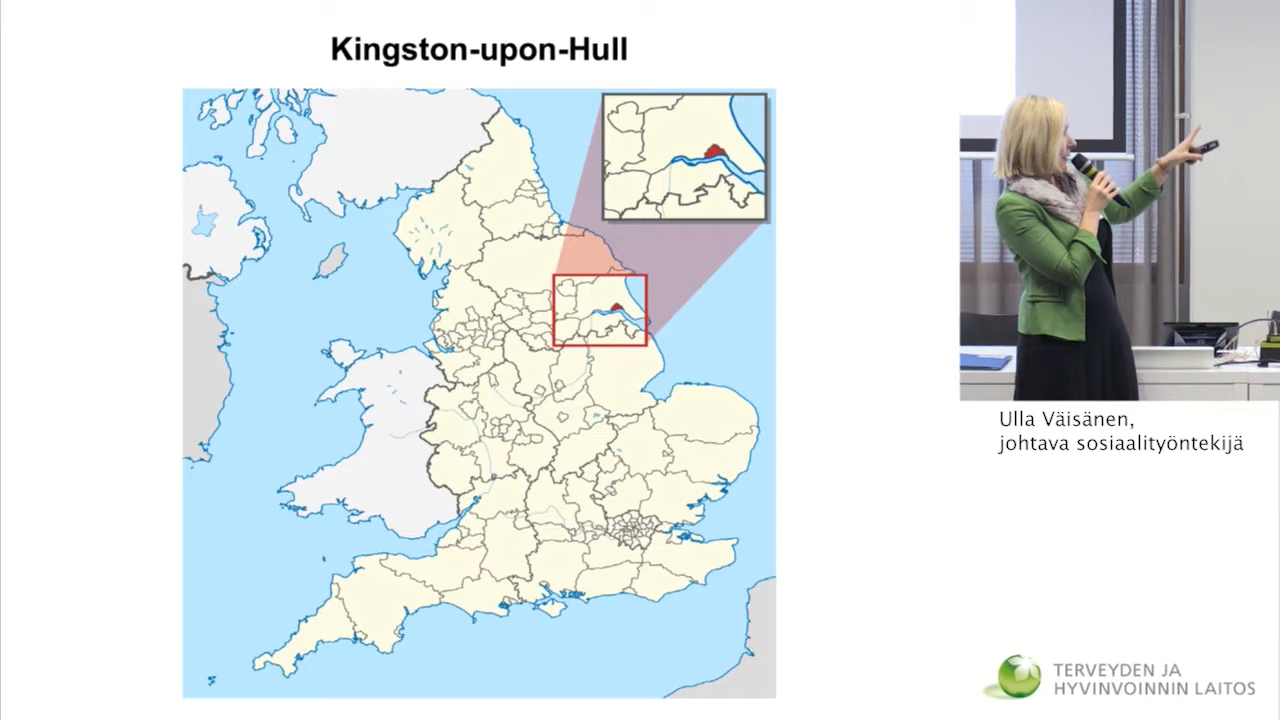 Kingston-upon-Hull
Ulla Väisänen,
johtava sosiaalityöntekijä
TERVEYDEN JA
HYVINVOINNIN LAITOS